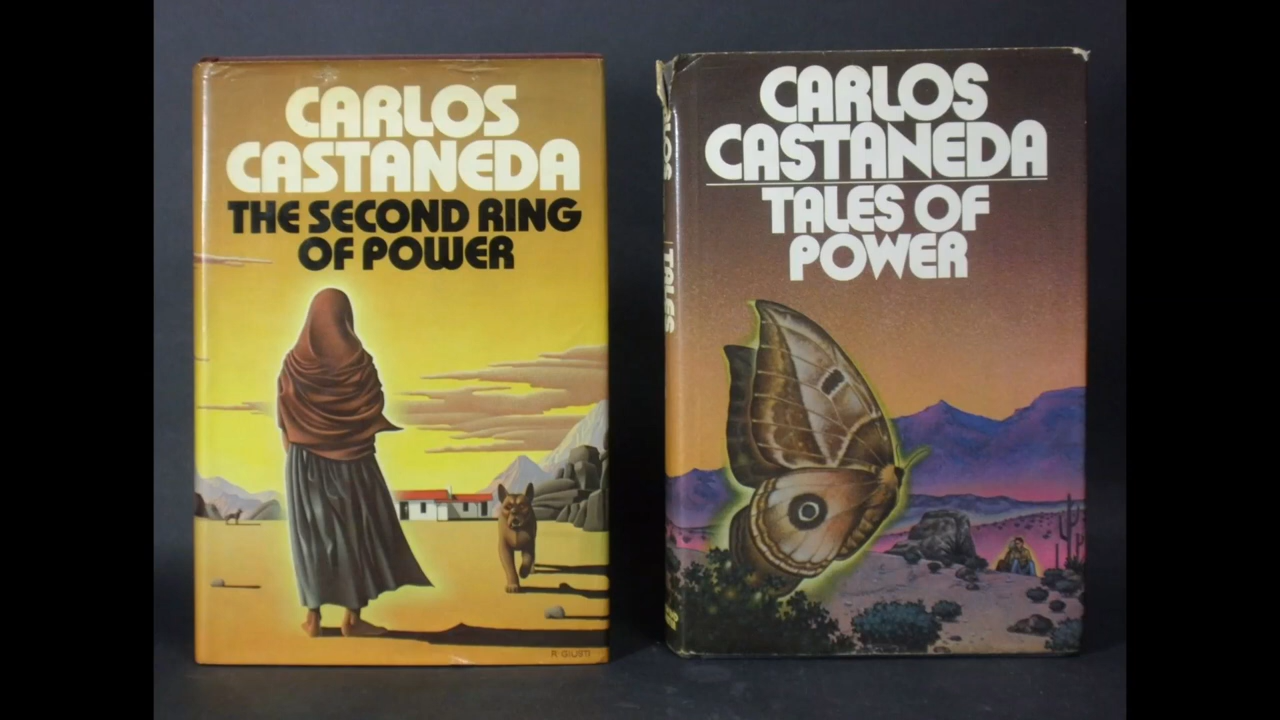 CARLOS
CASTANEDA
THE SECOND RING
OF POWER
R. GIUSTI
CARLOS
CASTANEDA
TALES OF
POWER
TALES